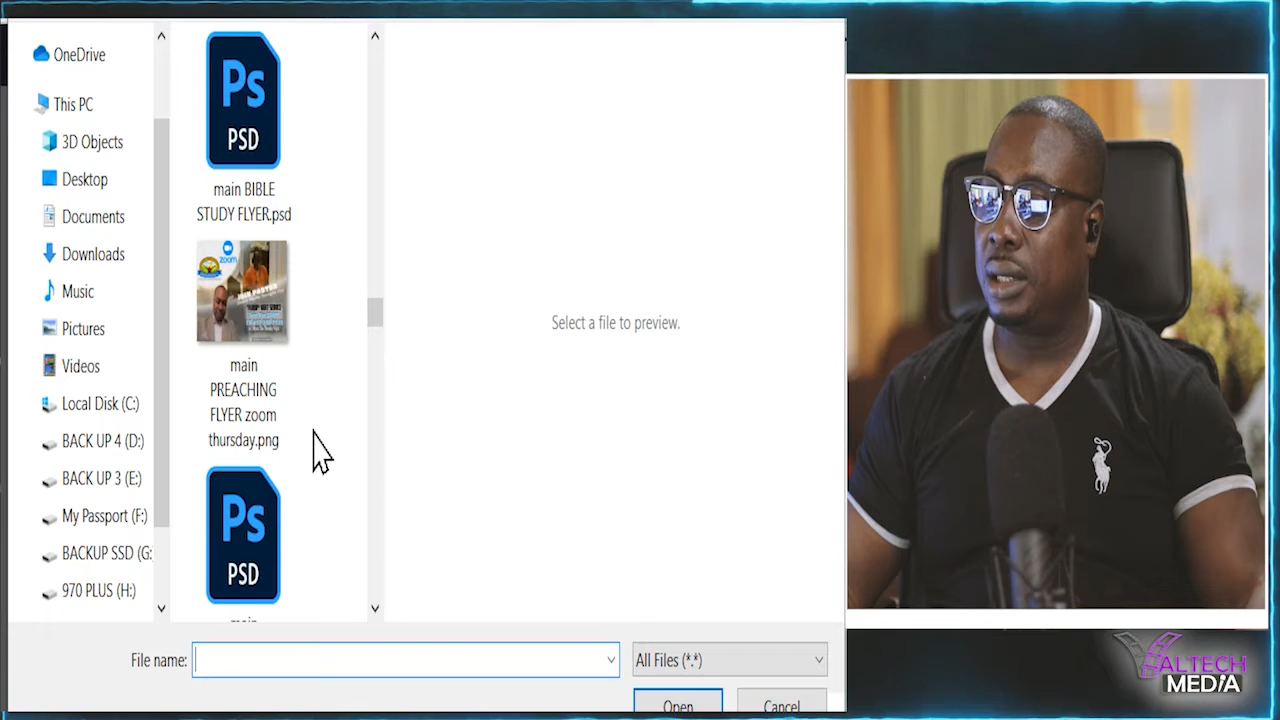 OneDrive
This PC
3D Objects
Desktop
Documents
Downloads
Music
Pictures
Videos
Local Disk (C:)
BACK UP 4 (D:)
BACK UP 3 (E:)
My Passport (F:)
BACKUP SSD (G:
970 PLUS (H:)
Ps
PSD
main BIBLE
STUDY FLYER.psd
zoom
main
PREACHING
FLYER zoom
thursday.png
Ps
PSD
Select a file to preview.
File name:
All Files (*.*)
Open
Cancel
VALTECH
MEDIA